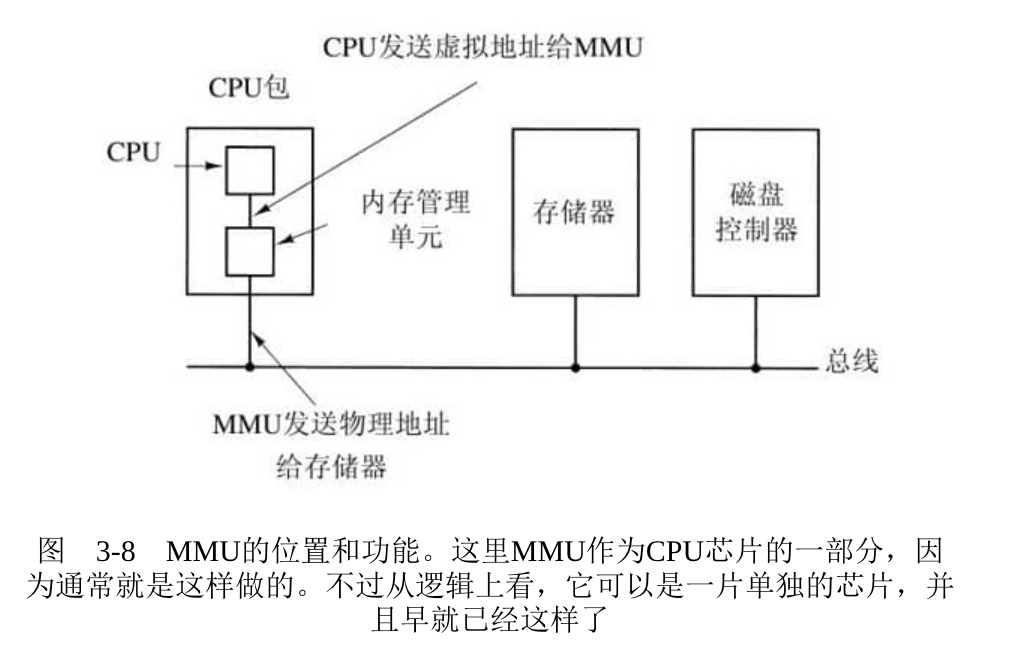 CPU发送虚拟地址给MMU
CPU包
CPU
内存管理
单元
存储器
磁盘
控制器
总线
MMU发送物理地址
给存储器
图 3-8 MMU的位置和功能。这里MMU作为CPU芯片的一部分，因
为通常就是这样做的。不过从逻辑上看，它可以是一片单独的芯片，并
且早就已经这样了